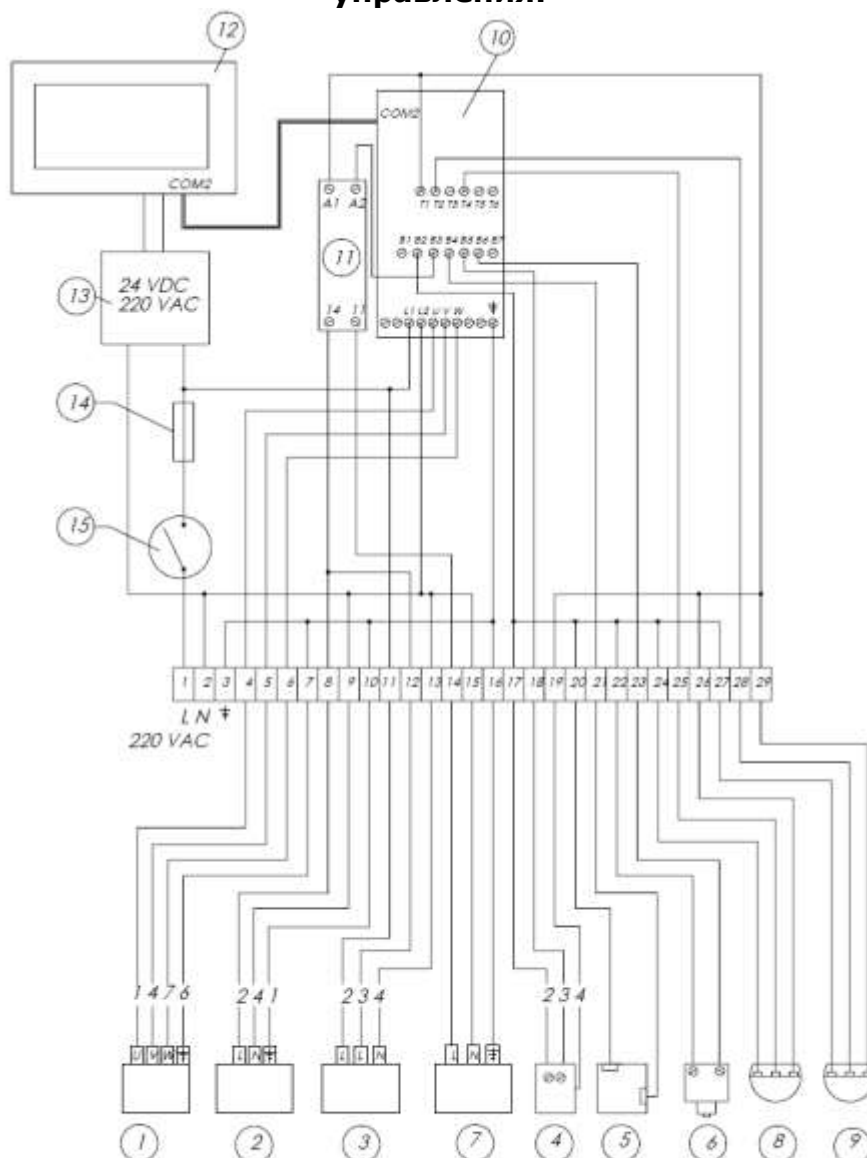 управления.
12
10
COM2
COM2
A1 A2
T1 T2 T3 T4 T5 T6
11
B1 B2 B3 B4 B5 B6 B7
13
24 VDC
220 VAC
14 11
L1 L2 U V W
14
15
1 2 3 4 5 6 7 8 9 10 11 12 13 14 15 16 17 18 19 20 21 22 23 24 25 26 27 28 29
L N
220 VAC
1 4 7 6
2 4 1
2 3 4
2 3 4
U V W
L N
L L N
L N
1 2 3 7 4 5 6 8 9